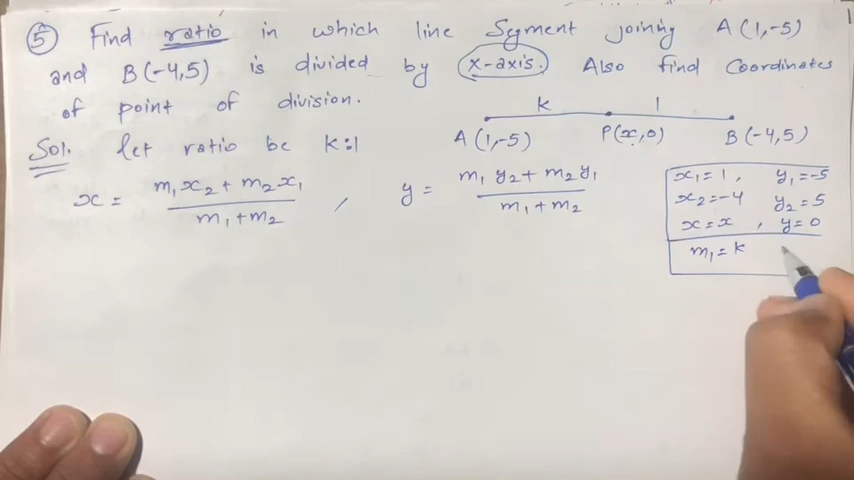 ⑤ Find ratio in which line Segment joining A(1,-5)
and B(-4,5) is divided by x-axis. Also find Coordinates
of point of division.
k 1
A(1,-5) P(x,0) B(-4,5)
Sol. let ratio be k:1
x = (m₁x₂ + m₂x₁)/(m₁+m₂) , y = (m₁y₂ + m₂y₁)/(m₁+m₂)
x₁=1, y₁=-5
x₂=-4 y₂=5
x=x , y=0
m₁=k